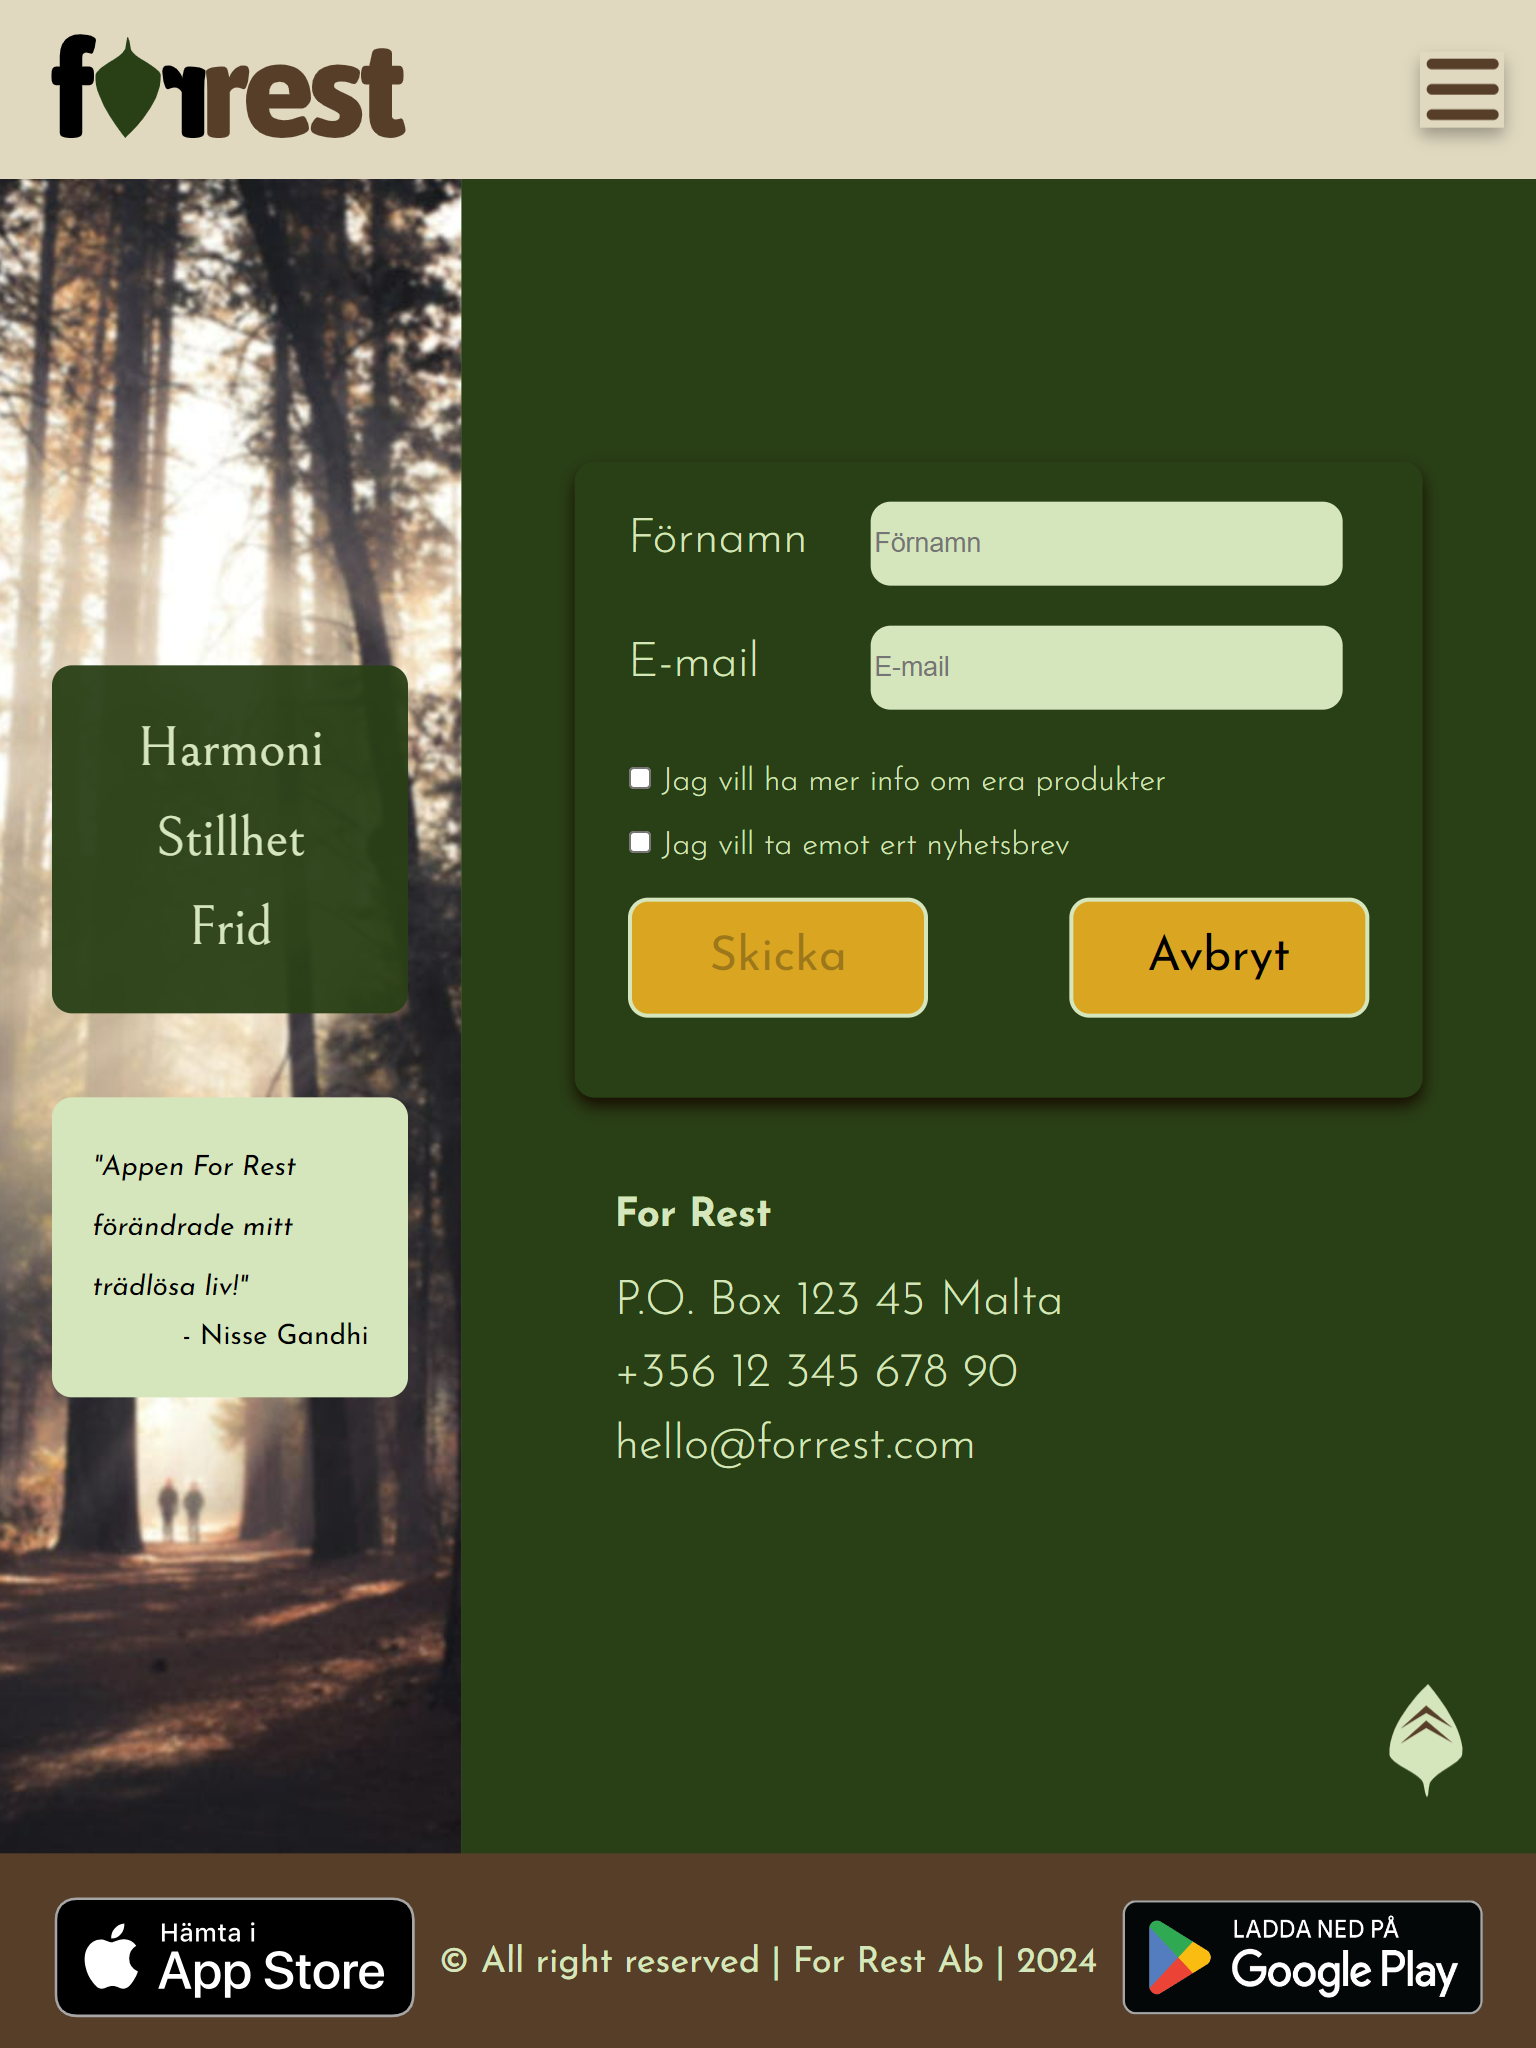 forrest
Harmoni
Stillhet
Frid
"Appen For Rest
förändrade mitt
trädlösa liv!"
- Nisse Gandhi
Förnamn
Förnamn
E-mail
E-mail
Jag vill ha mer info om era produkter
Jag vill ta emot ert nyhetsbrev
Skicka
Avbryt
For Rest
P.O. Box 123 45 Malta
+356 12 345 678 90
hello@forrest.com
Hämta i
App Store
© All right reserved | For Rest Ab | 2024
LADDA NED PÅ
Google Play